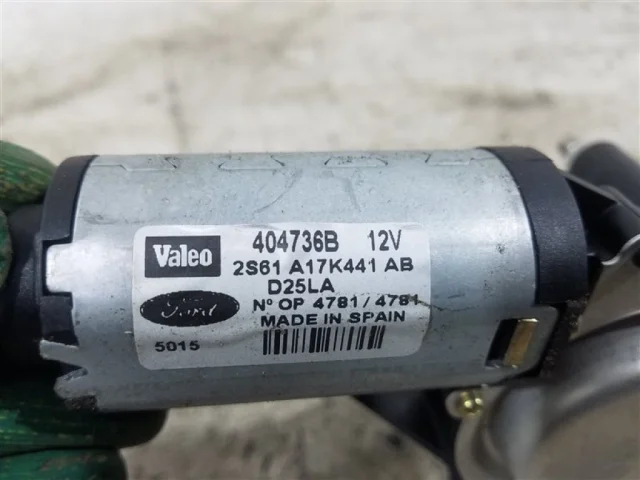 Valeo 404736B 12V
2S61 A17K441 AB
D25LA
Ford
Nº OP 4781/4781
MADE IN SPAIN
5015